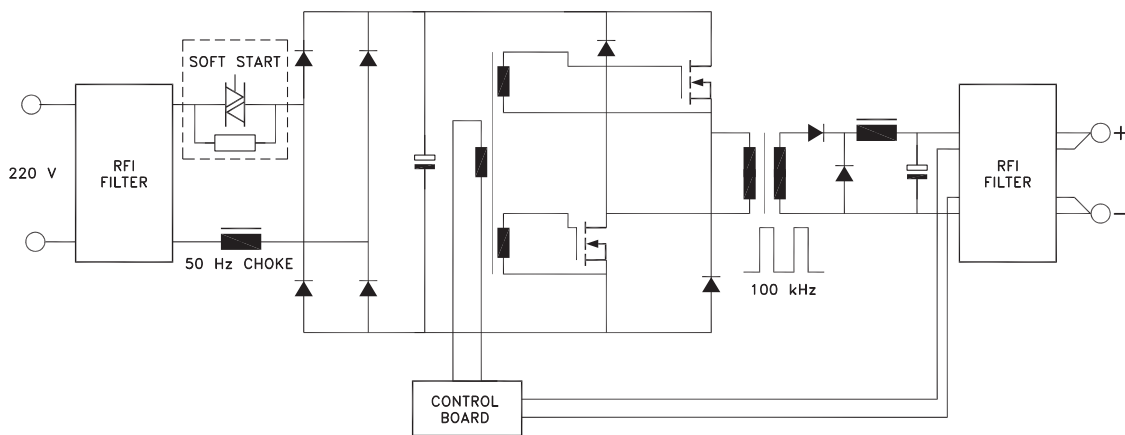 SOFT START
220 V
RFI
FILTER
50 Hz CHOKE
100 kHz
RFI
FILTER
+
−
CONTROL
BOARD